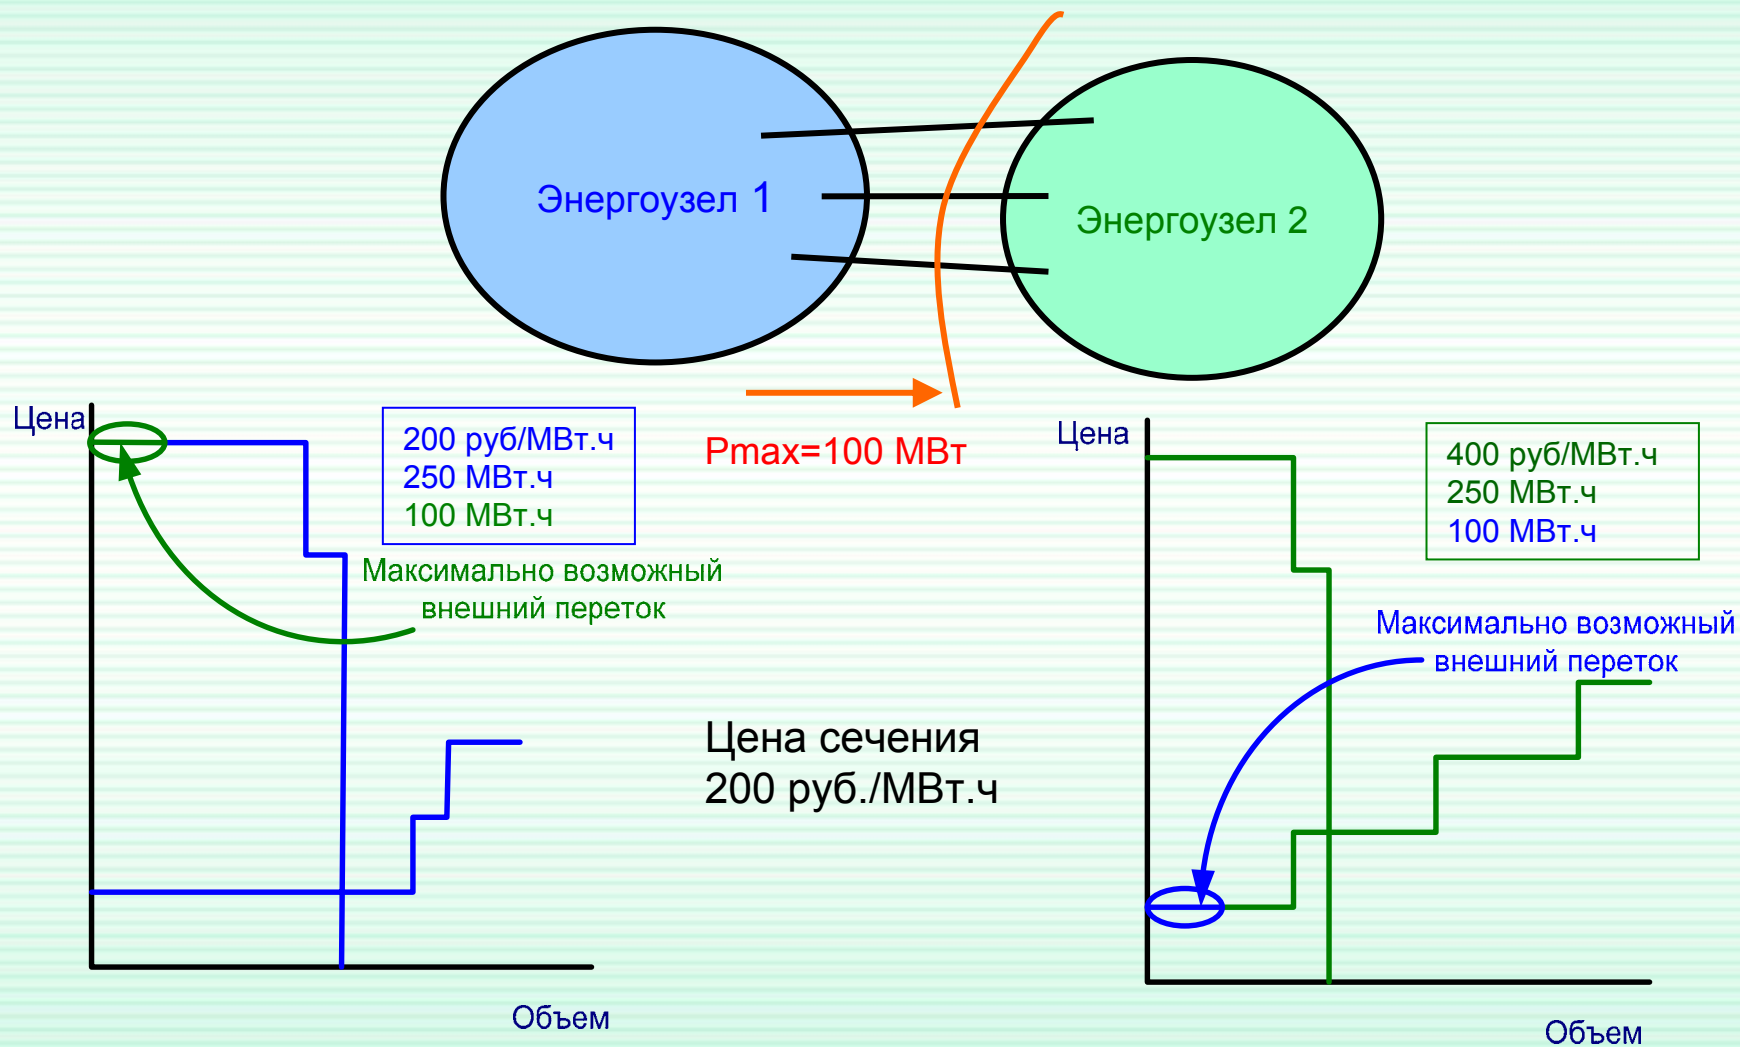 Энергоузел 1
Энергоузел 2
Цена
200 руб/МВт.ч
250 МВт.ч
100 МВт.ч
Pmax=100 МВт
Цена
400 руб/МВт.ч
250 МВт.ч
100 МВт.ч
Максимально возможный
внешний переток
Максимально возможный
внешний переток
Цена сечения
200 руб./МВт.ч
Объем
Объем